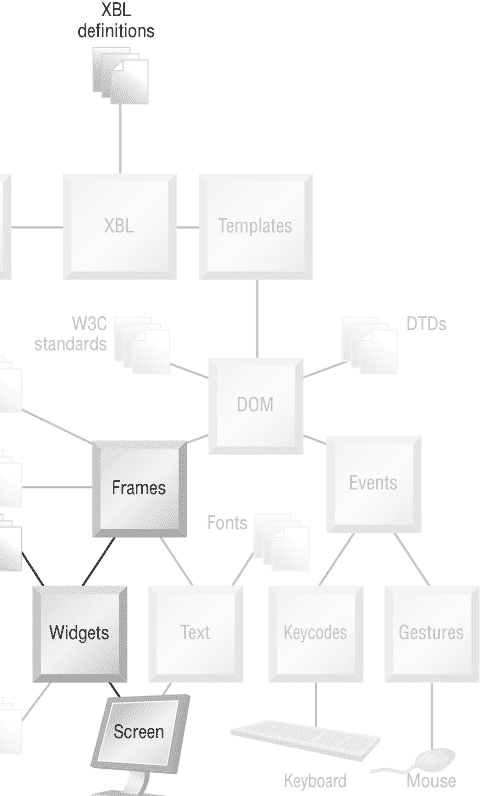 XBL
definitions
XBL
Templates
W3C
standards
DTDs
DOM
Frames
Events
Fonts
Widgets
Text
Keycodes
Gestures
Screen
Keyboard
Mouse